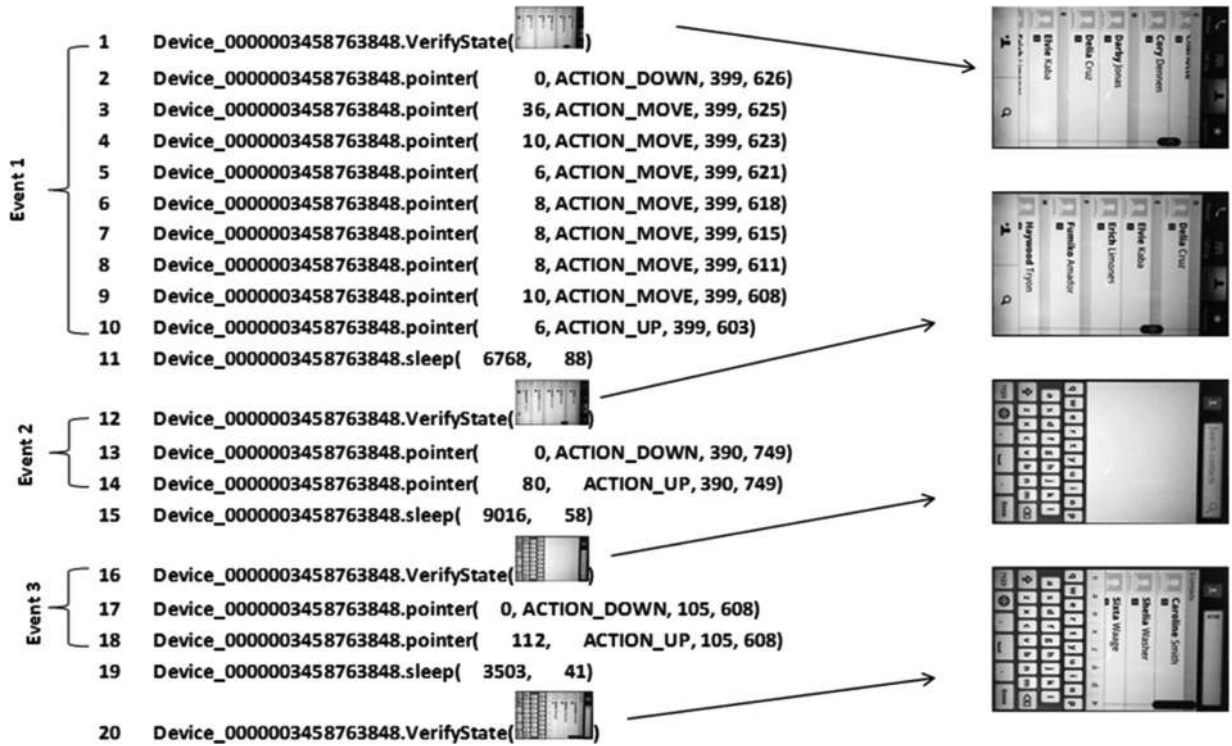 Event 1
1 Device_0000003458763848.VerifyState( )
2 Device_0000003458763848.pointer( 0, ACTION_DOWN, 399, 626)
3 Device_0000003458763848.pointer( 36, ACTION_MOVE, 399, 625)
4 Device_0000003458763848.pointer( 10, ACTION_MOVE, 399, 623)
5 Device_0000003458763848.pointer( 6, ACTION_MOVE, 399, 621)
6 Device_0000003458763848.pointer( 8, ACTION_MOVE, 399, 618)
7 Device_0000003458763848.pointer( 8, ACTION_MOVE, 399, 615)
8 Device_0000003458763848.pointer( 8, ACTION_MOVE, 399, 611)
9 Device_0000003458763848.pointer( 10, ACTION_MOVE, 399, 608)
10 Device_0000003458763848.pointer( 6, ACTION_UP, 399, 603)
11 Device_0000003458763848.sleep( 6768, 88)
Event 2
12 Device_0000003458763848.VerifyState( )
13 Device_0000003458763848.pointer( 0, ACTION_DOWN, 390, 749)
14 Device_0000003458763848.pointer( 80, ACTION_UP, 390, 749)
15 Device_0000003458763848.sleep( 9016, 58)
Event 3
16 Device_0000003458763848.VerifyState( )
17 Device_0000003458763848.pointer( 0, ACTION_DOWN, 105, 608)
18 Device_0000003458763848.pointer( 112, ACTION_UP, 105, 608)
19 Device_0000003458763848.sleep( 3503, 41)
20 Device_0000003458763848.VerifyState( )
Cory Dennen
Darby Jonas
Delia Cruz
Elvie Kaba
Delia Cruz
Elvie Kaba
Erich Limones
Fumiko Amador
Haywood Tryon
Search contacts
q w e r t y u i o p
a s d f g h j k l
z x c v b n m
Caroline Smith
Shelia Washer
Sixta Waage
q w e r t y u i o p
a s d f g h j k l
z x c v b n m